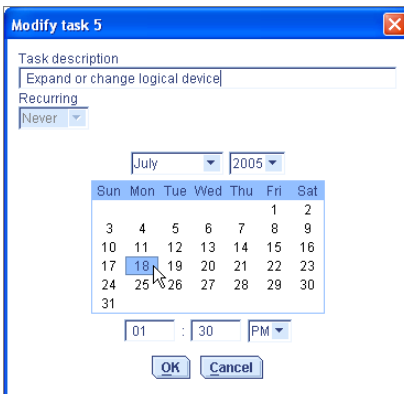 Modify task 5
Task description
Expand or change logical device
Recurring
Never
July 2005
Sun Mon Tue Wed Thu Fri Sat
1 2
3 4 5 6 7 8 9
10 11 12 13 14 15 16
17 18 19 20 21 22 23
24 25 26 27 28 29 30
31
01 : 30 PM
OK Cancel